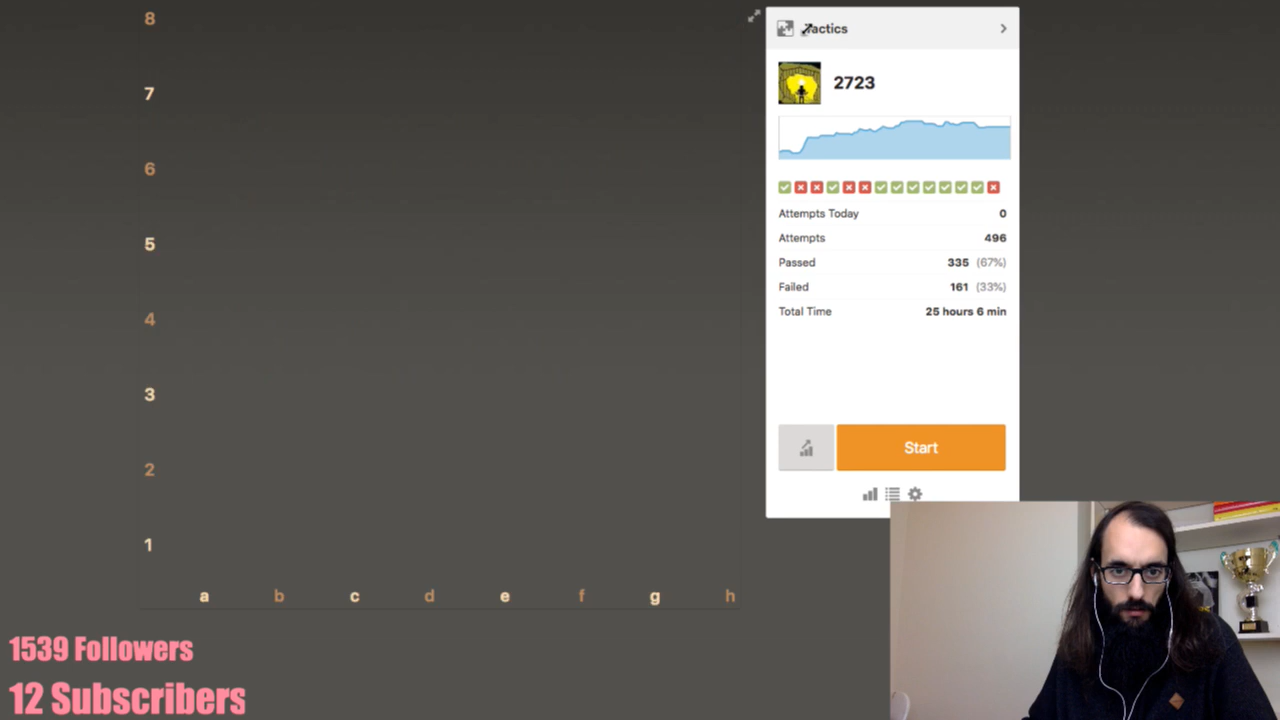 8
7
6
5
4
3
2
1
a b c d e f g h
Tactics
2723
Attempts Today 0
Attempts 496
Passed 335 (67%)
Failed 161 (33%)
Total Time 25 hours 6 min
Start
1539 Followers
12 Subscribers